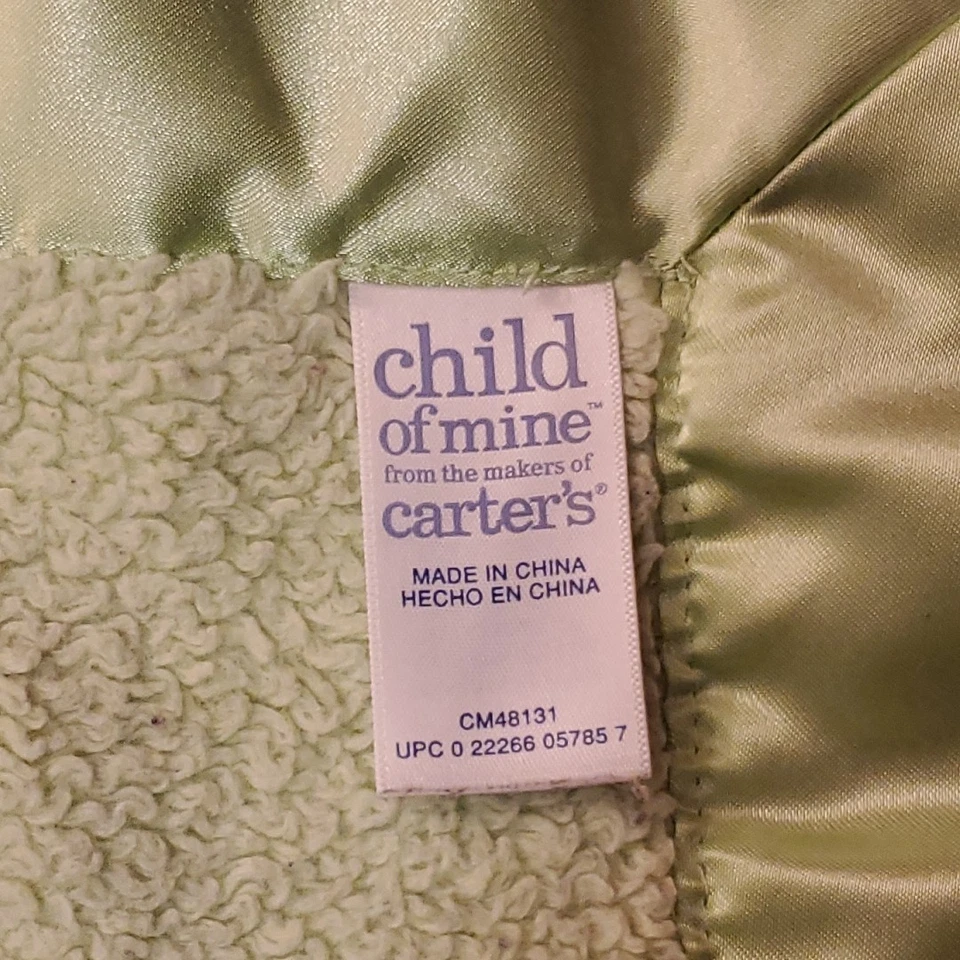 child
of mine™
from the makers of
carter's®
MADE IN CHINA
HECHO EN CHINA
CM48131
UPC 0 22266 05785 7